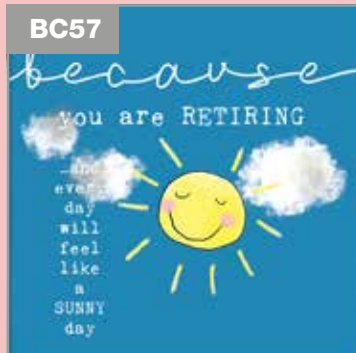 BC57
because
you are RETIRING
...and
every
day
will
feel
like
a
SUNNY
day